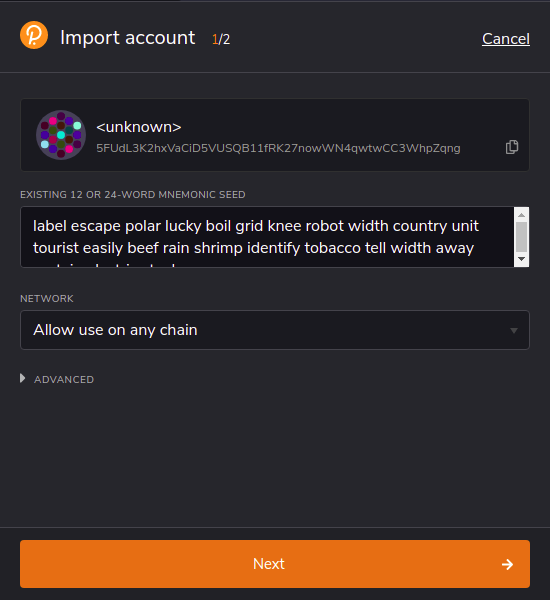 Import account
1/2
Cancel
<unknown>
5FUdL3K2hxVaCiD5VUSQB11fRK27nowWN4qwtwCC3WhpZqng
EXISTING 12 OR 24-WORD MNEMONIC SEED
label escape polar lucky boil grid knee robot width country unit
tourist easily beef rain shrimp identify tobacco tell width away
NETWORK
Allow use on any chain
ADVANCED
Next